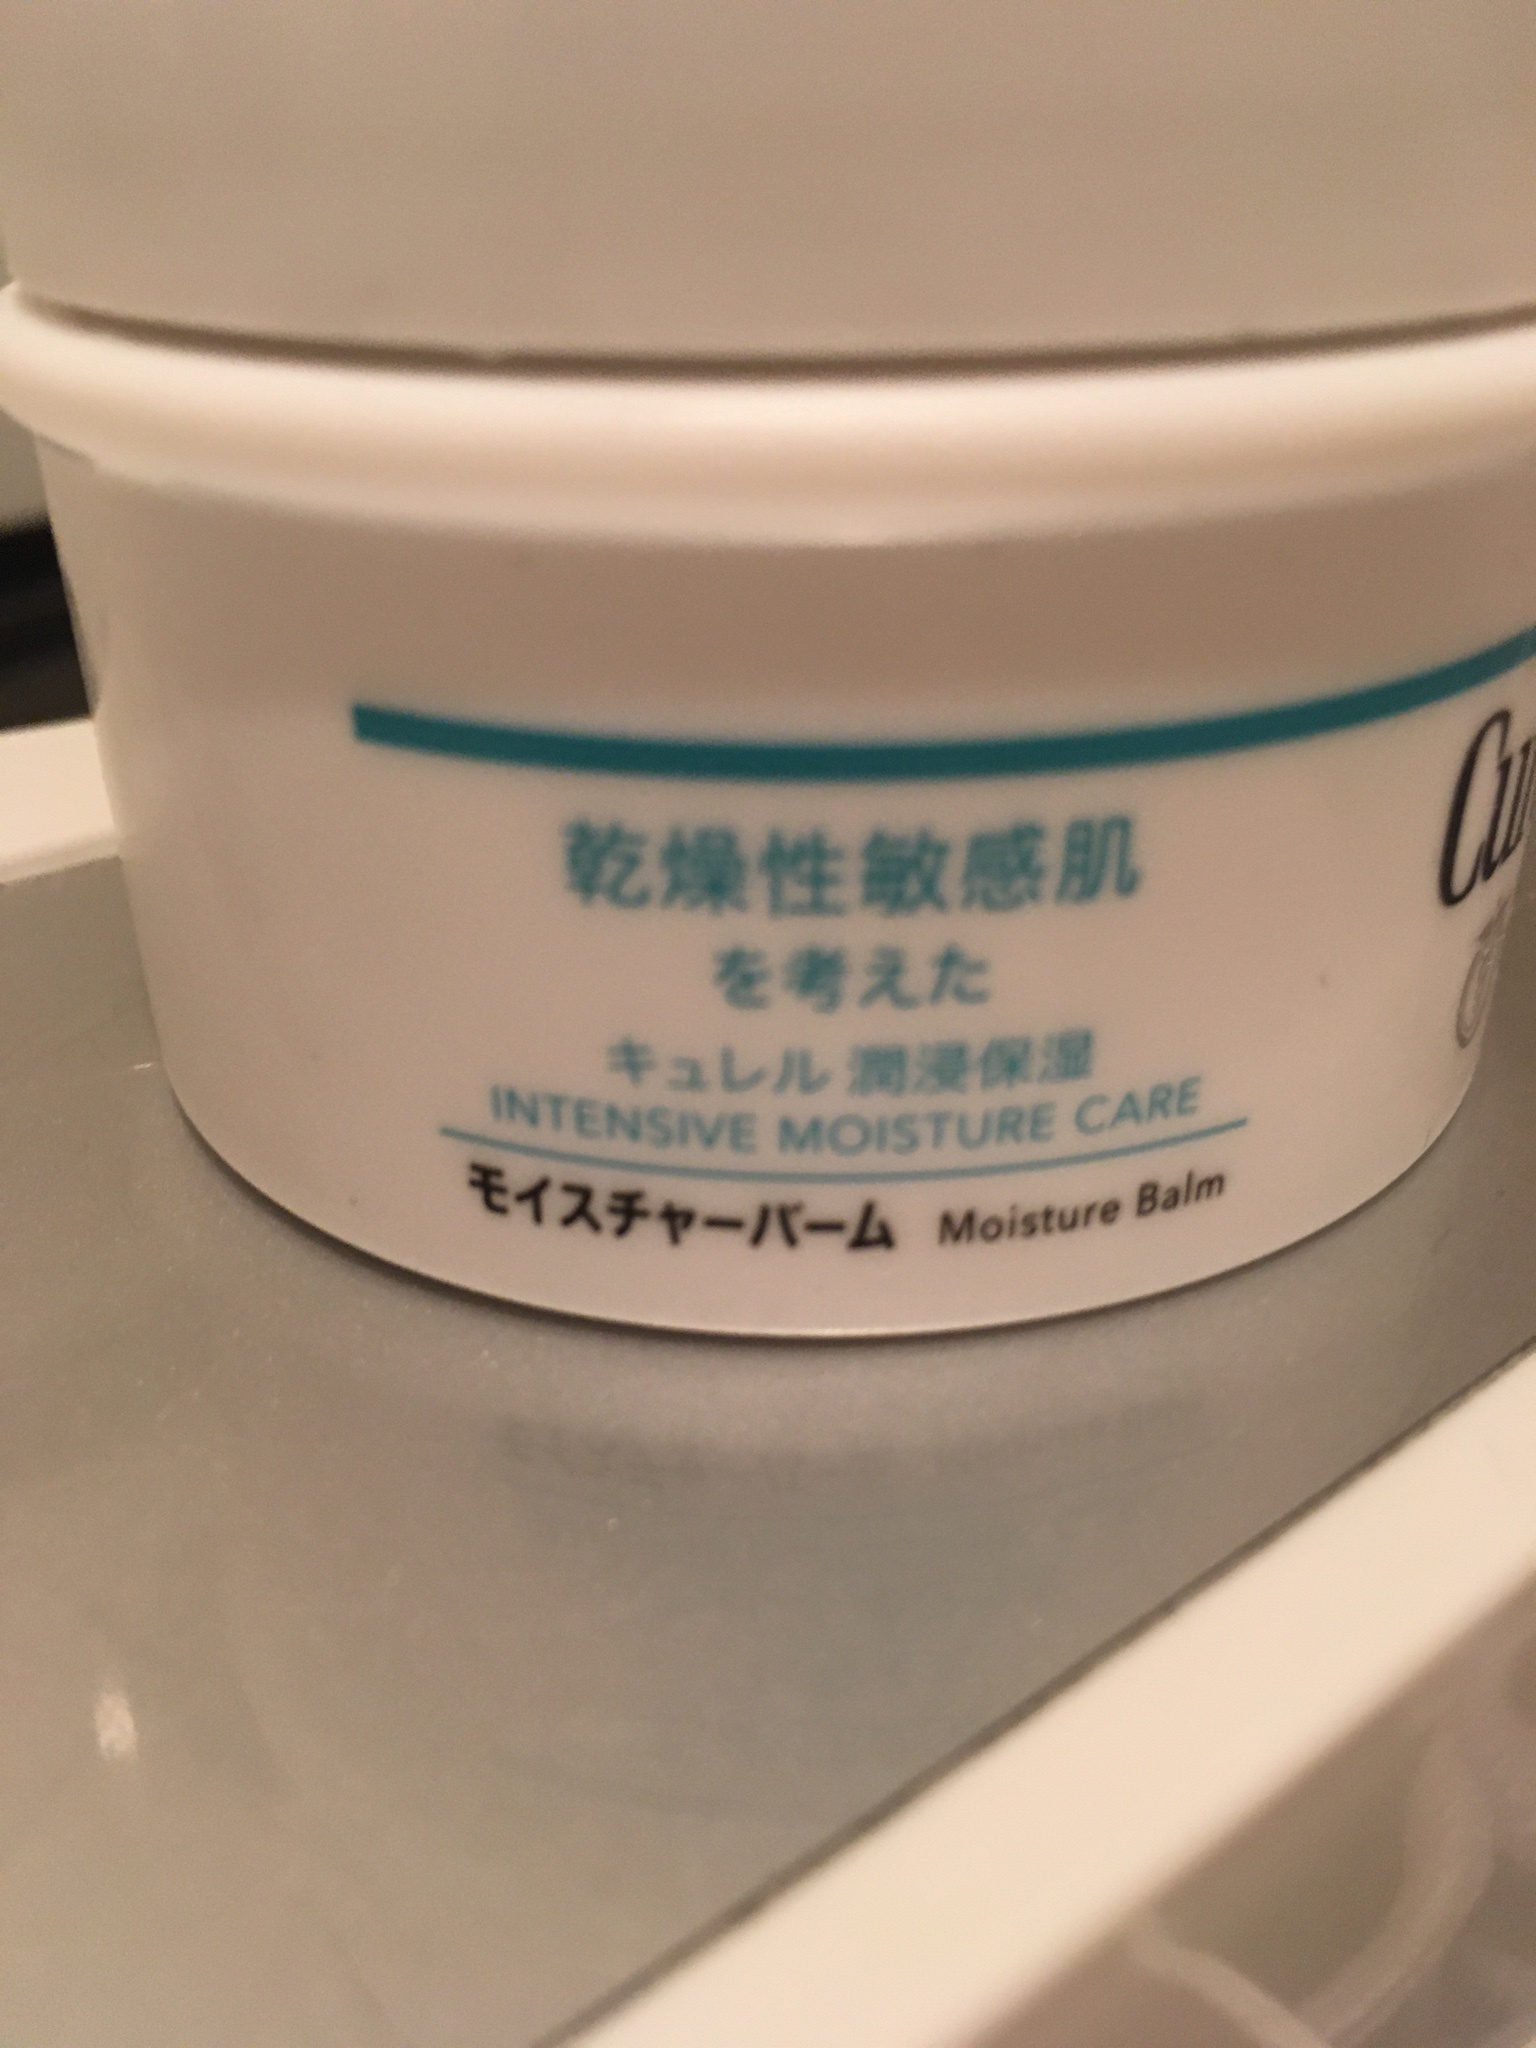 乾燥性敏感肌
を考えた
キュレル 潤浸保湿
INTENSIVE MOISTURE CARE
モイスチャーバーム Moisture Balm